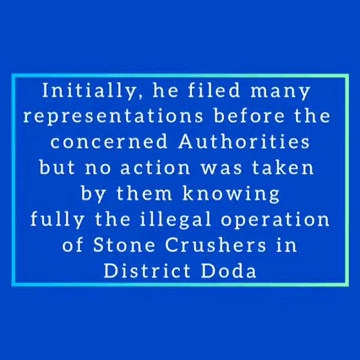 Initially, he filed many
representations before the
concerned Authorities
but no action was taken
by them knowing
fully the illegal operation
of Stone Crushers in
District Doda